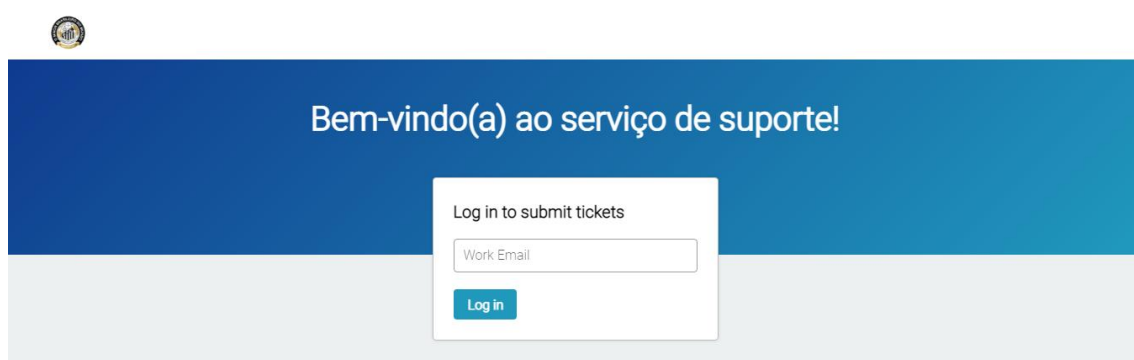 Bem-vindo(a) ao serviço de suporte!
Log in to submit tickets
Work Email
Log in